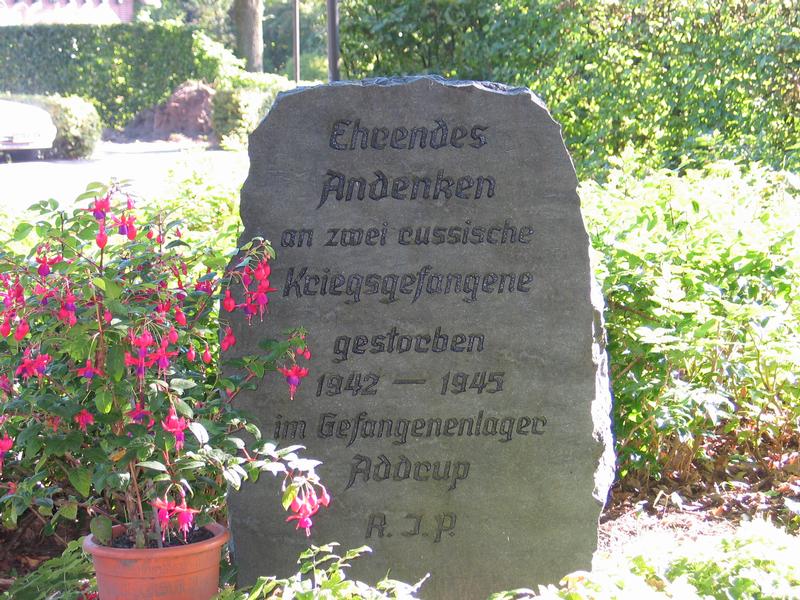 Ehrendes
Andenken
an zwei russische
Kriegsgefangene
gestorben
1942 — 1945
im Gefangenenlager
Addrup
R. I. P.